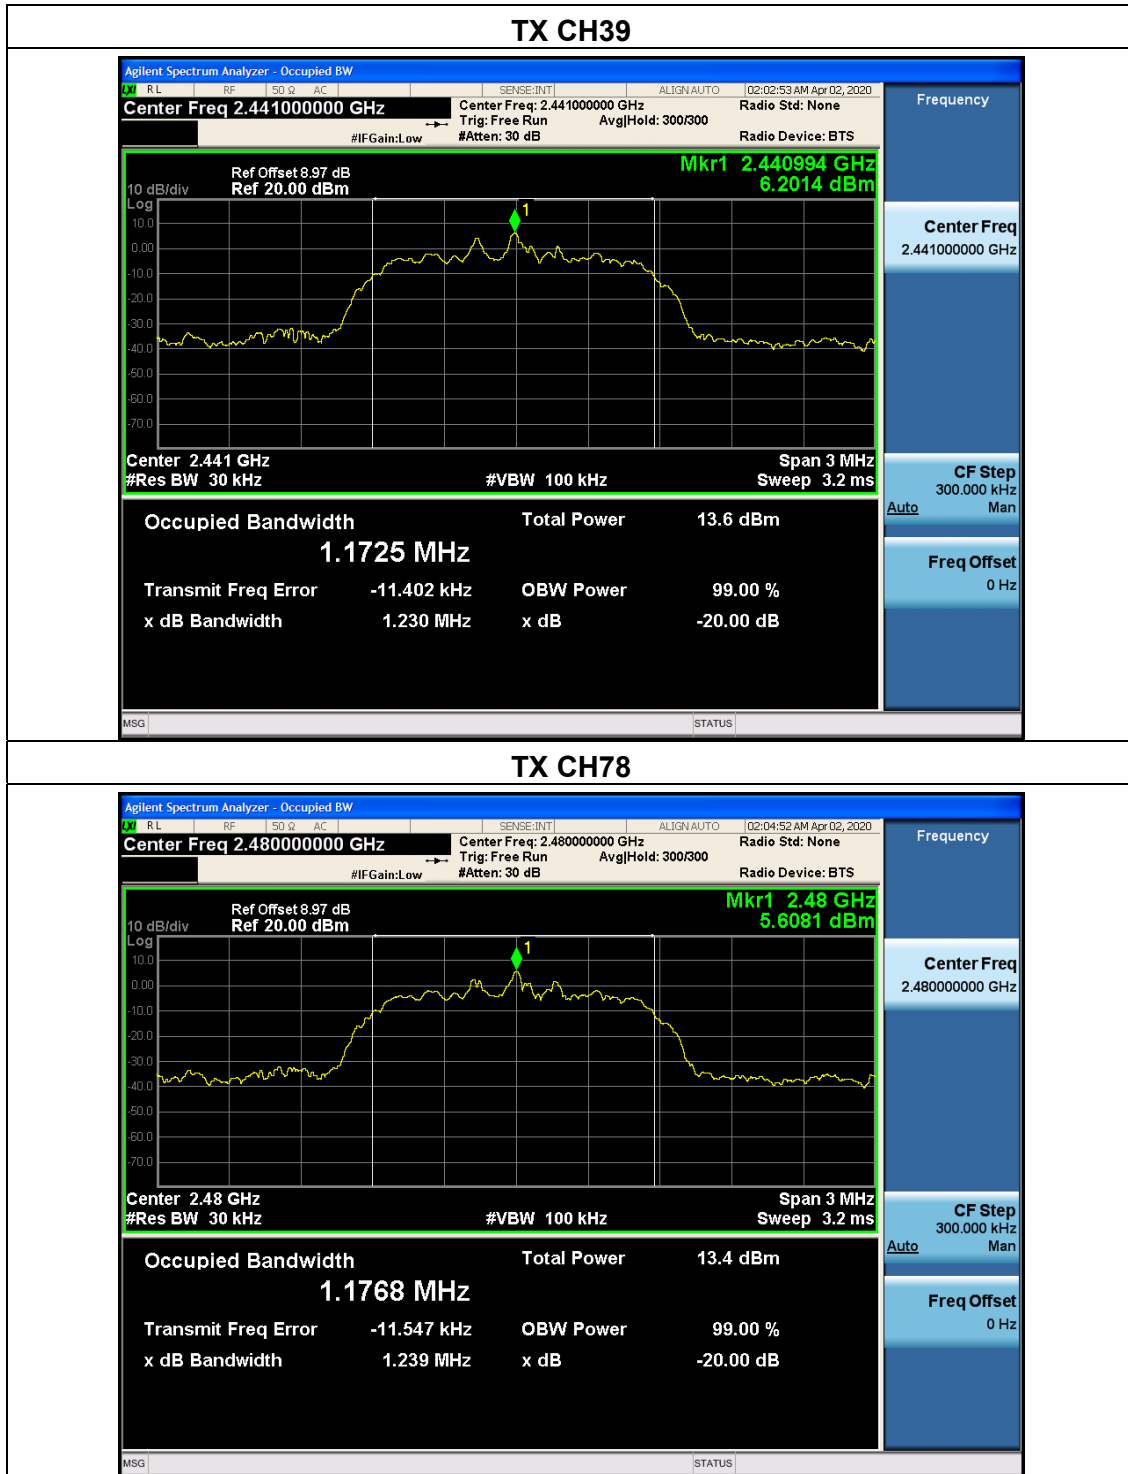 TX CH39
Agilent Spectrum Analyzer - Occupied BW
LXI RL RF 50 Ω AC SENSE:INT ALIGN AUTO 02:02:53 AM Apr 02, 2020
Center Freq 2.441000000 GHz Center Freq: 2.441000000 GHz Radio Std: None Frequency
Trig: Free Run Avg|Hold: 300/300
#IFGain:Low #Atten: 30 dB Radio Device: BTS
Mkr1 2.440994 GHz
Ref Offset 8.97 dB
10 dB/div Ref 20.00 dBm 6.2014 dBm
Log
1
10.0
Center Freq
2.441000000 GHz
0.00
-10.0
-20.0
-30.0
-40.0
-50.0
-60.0
-70.0
Center 2.441 GHz Span 3 MHz
#Res BW 30 kHz #VBW 100 kHz Sweep 3.2 ms
CF Step
300.000 kHz
Auto Man
Occupied Bandwidth Total Power 13.6 dBm
1.1725 MHz
Freq Offset
0 Hz
Transmit Freq Error -11.402 kHz OBW Power 99.00 %
x dB Bandwidth 1.230 MHz x dB -20.00 dB
MSG STATUS
TX CH78
Agilent Spectrum Analyzer - Occupied BW
LXI RL RF 50 Ω AC SENSE:INT ALIGN AUTO 02:04:52 AM Apr 02, 2020
Center Freq 2.480000000 GHz Center Freq: 2.480000000 GHz Radio Std: None Frequency
Trig: Free Run Avg|Hold: 300/300
#IFGain:Low #Atten: 30 dB Radio Device: BTS
Mkr1 2.48 GHz
Ref Offset 8.97 dB
10 dB/div Ref 20.00 dBm 5.6081 dBm
Log
1
10.0
Center Freq
2.480000000 GHz
0.00
-10.0
-20.0
-30.0
-40.0
-50.0
-60.0
-70.0
Center 2.48 GHz Span 3 MHz
#Res BW 30 kHz #VBW 100 kHz Sweep 3.2 ms
CF Step
300.000 kHz
Auto Man
Occupied Bandwidth Total Power 13.4 dBm
1.1768 MHz
Freq Offset
0 Hz
Transmit Freq Error -11.547 kHz OBW Power 99.00 %
x dB Bandwidth 1.239 MHz x dB -20.00 dB
MSG STATUS